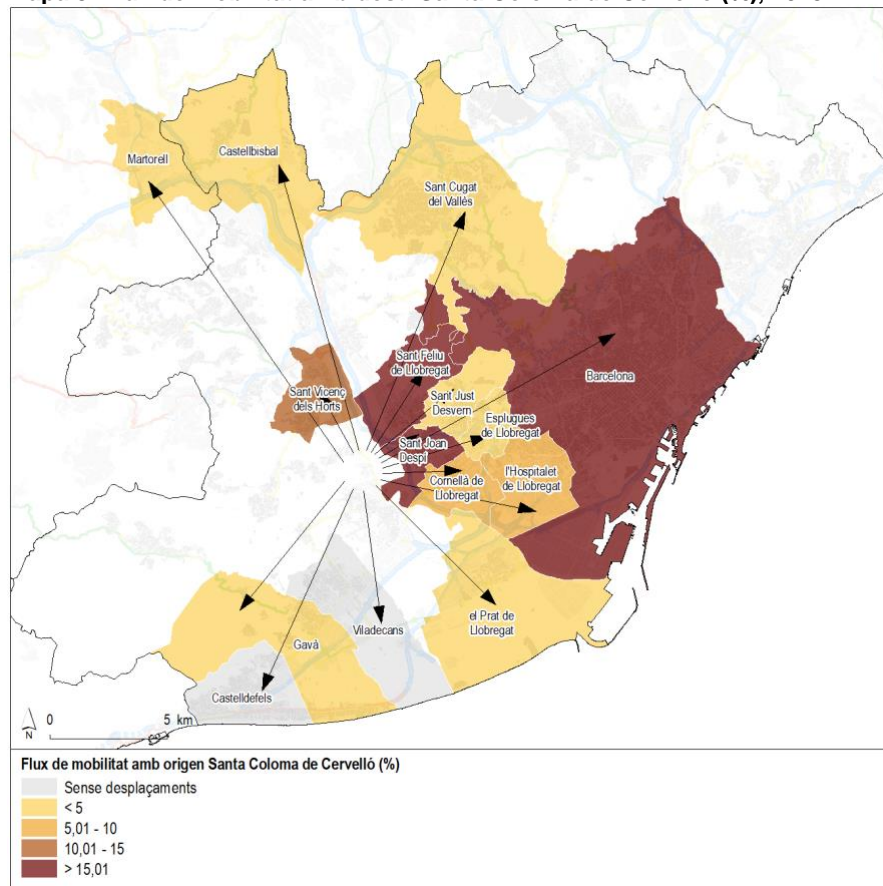 Martorell
Castellbisbal
Sant Cugat
del Vallès
Sant Feliu
de Llobregat
Barcelona
Sant Vicenç
dels Horts
Sant Just
Desvern
Esplugues
de Llobregat
Sant Joan
Despí
Cornellà de
Llobregat
l'Hospitalet
de Llobregat
el Prat de
Llobregat
Viladecans
Gavà
Castelldefels
N
0 5 km
Flux de mobilitat amb origen Santa Coloma de Cervelló (%)
Sense desplaçaments
< 5
5,01 - 10
10,01 - 15
> 15,01